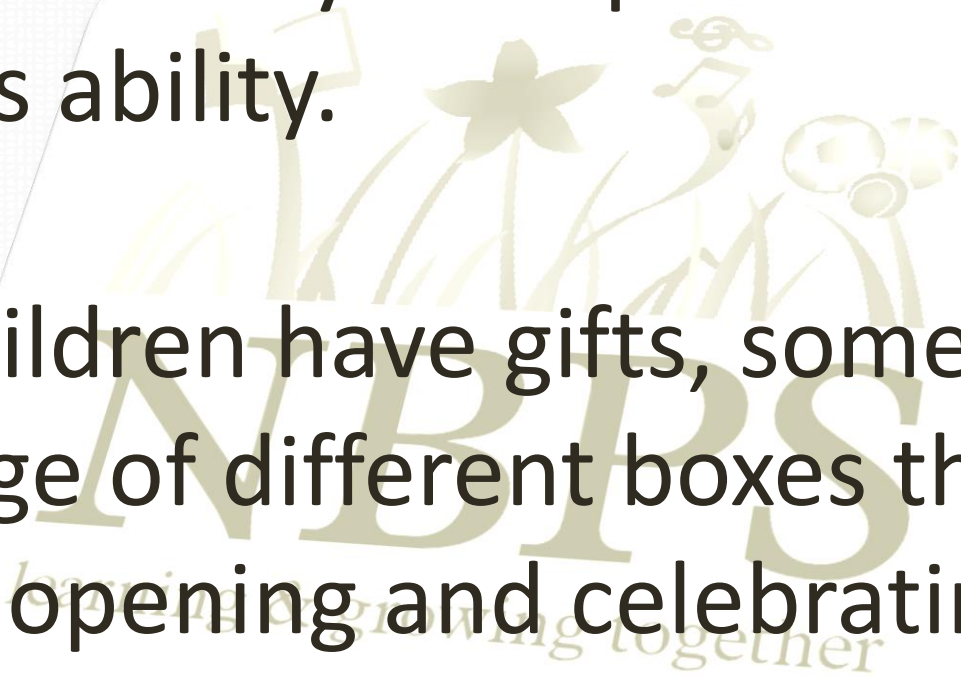 s ability.
ildren have gifts, some
ge of different boxes th
opening and celebratin
NBPS
learning & growing together